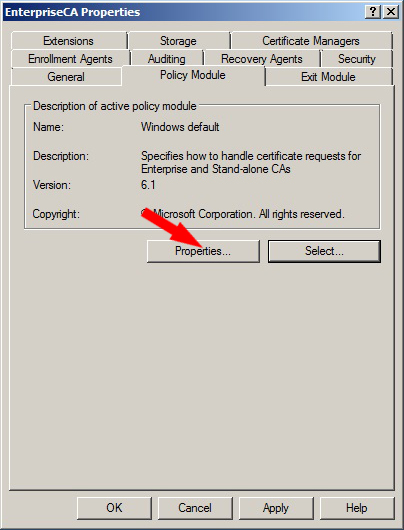 EnterpriseCA Properties
Extensions Storage Certificate Managers
Enrollment Agents Auditing Recovery Agents Security
General Policy Module Exit Module
Description of active policy module
Name: Windows default
Description: Specifies how to handle certificate requests for
Enterprise and Stand-alone CAs
Version: 6.1
Copyright: © Microsoft Corporation. All rights reserved.
Properties... Select...
OK Cancel Apply Help